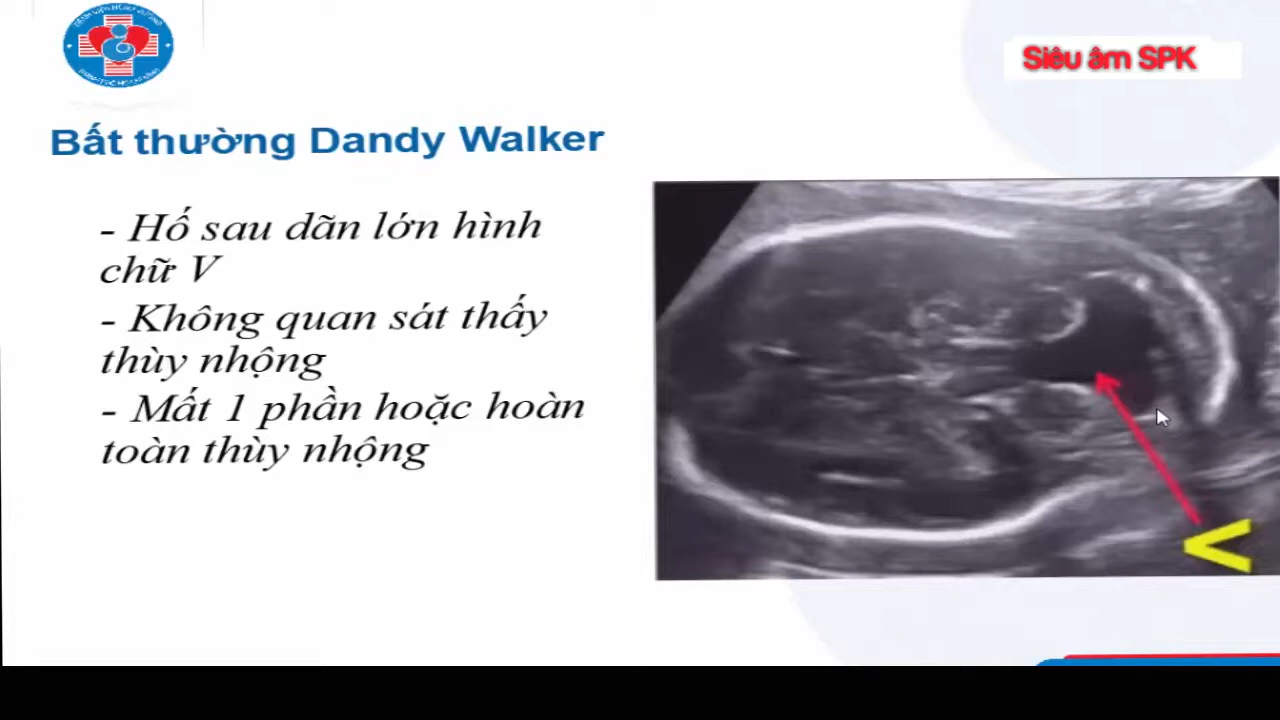 Siêu âm SPK
Bất thường Dandy Walker
- Hố sau dãn lớn hình
chữ V
- Không quan sát thấy
thùy nhộng
- Mất 1 phần hoặc hoàn
toàn thùy nhộng